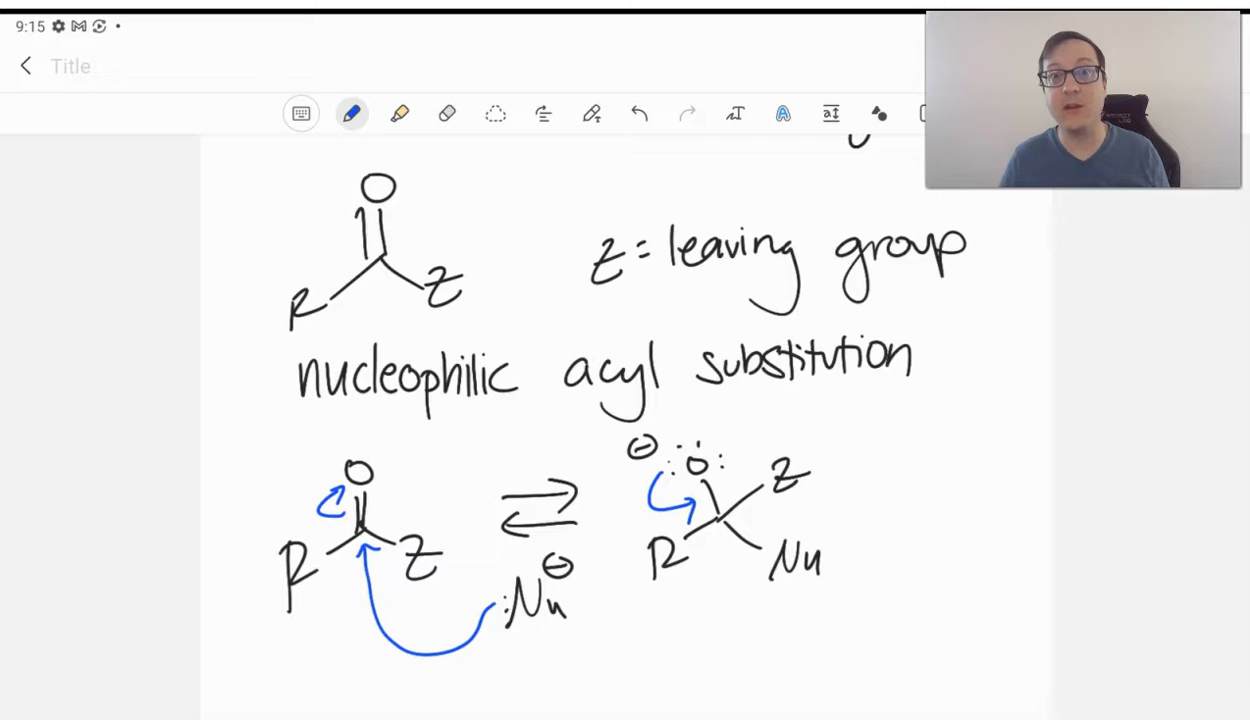 9:15
Title
O
R Z
Z = leaving group
nucleophilic acyl substitution
O
R Z
:Nu ⊖
⊖ :Ö:
Z
R
Nu